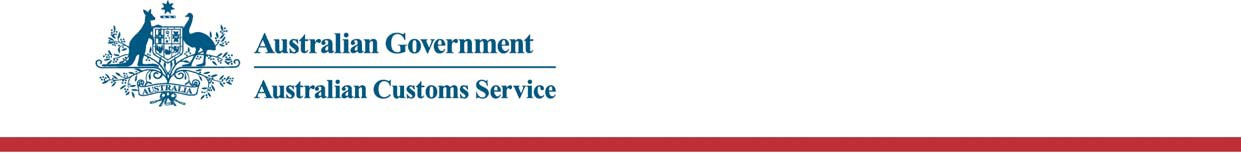 AUSTRALIA
Australian Government
Australian Customs Service